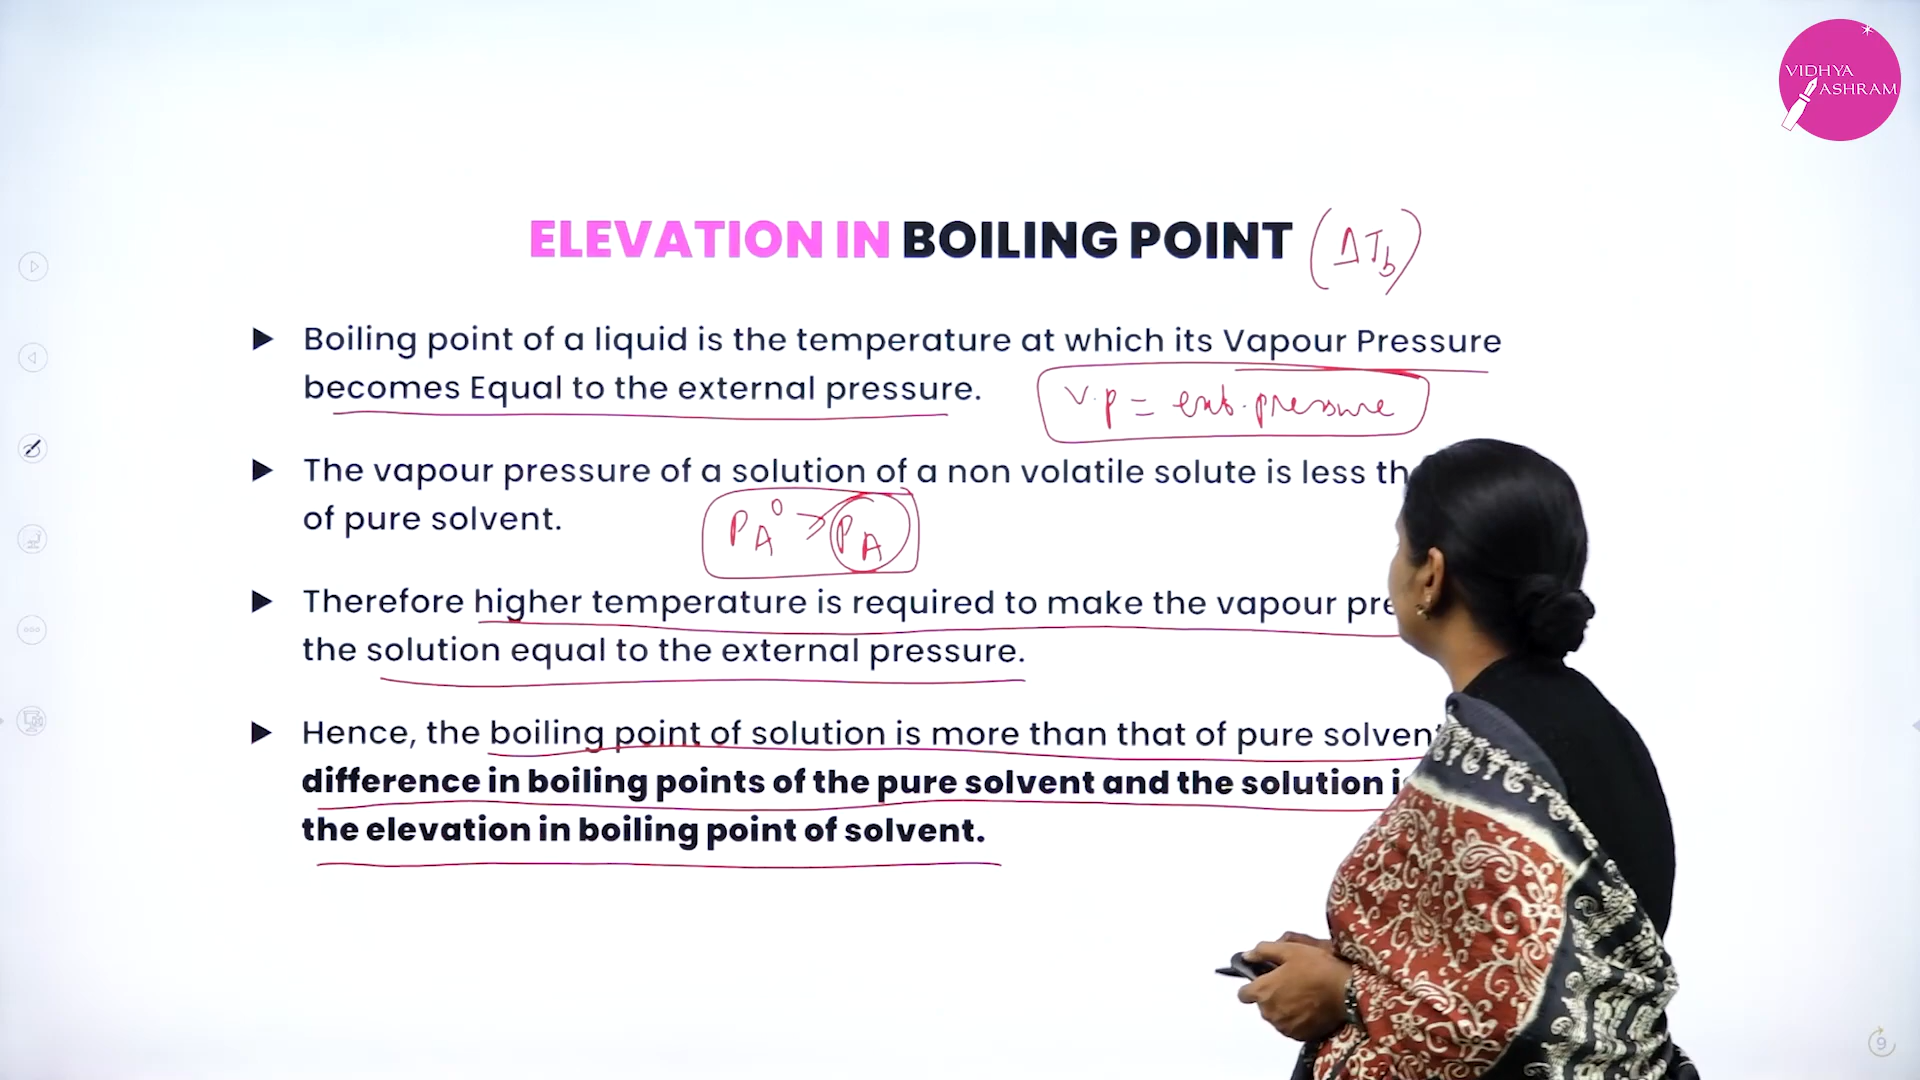 VIDHYA
ASHRAM
ELEVATION IN BOILING POINT (ΔTb)
Boiling point of a liquid is the temperature at which its Vapour Pressure
becomes Equal to the external pressure.
V.p = ext. pressure
The vapour pressure of a solution of a non volatile solute is less th
of pure solvent.
PA⁰ > PA
Therefore higher temperature is required to make the vapour pre
the solution equal to the external pressure.
Hence, the boiling point of solution is more than that of pure solven
difference in boiling points of the pure solvent and the solution i
the elevation in boiling point of solvent.
9